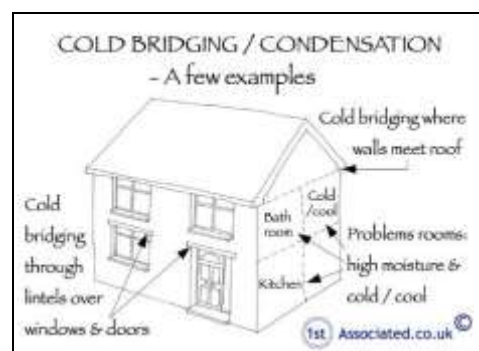 COLD BRIDGING / CONDENSATION
- A few examples
Cold bridging where
walls meet roof
Cold
bridging
through
lintels over
windows & doors
Bath
room
Cold
/cool
Kitchen
Problems rooms:
high moisture &
cold / cool
1st Associated.co.uk ©